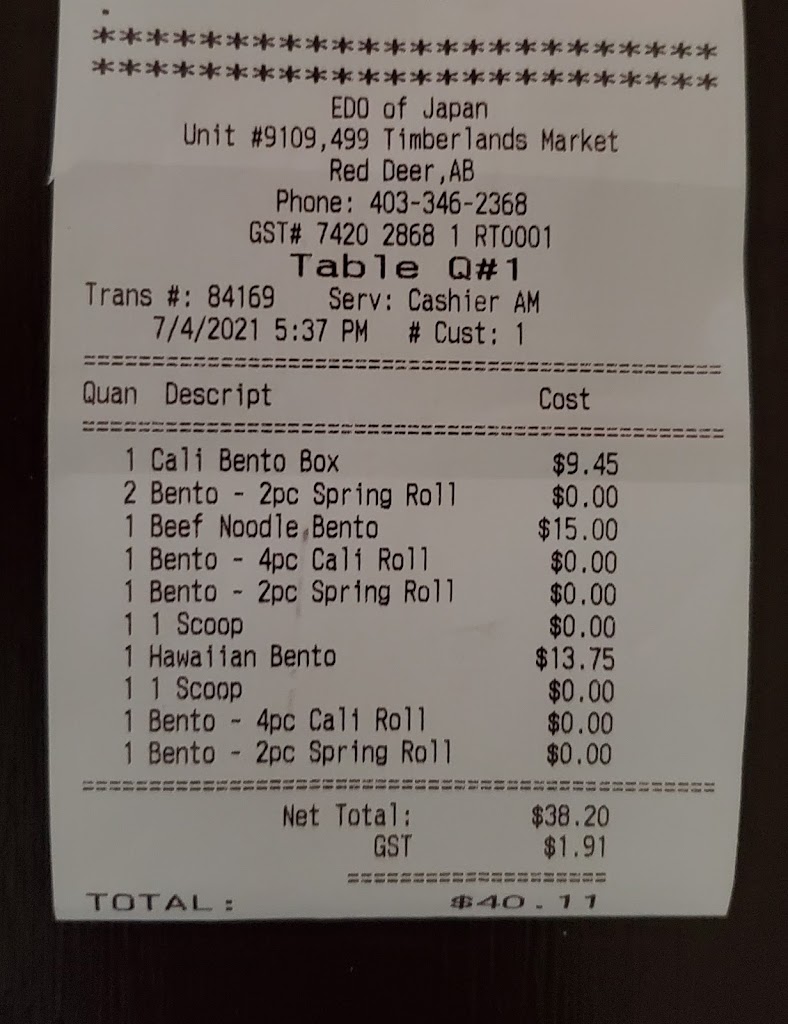 ************************
************************
EDO of Japan
Unit #9109,499 Timberlands Market
Red Deer,AB
Phone: 403-346-2368
GST# 7420 2868 1 RT0001
Table Q#1
Trans #: 84169 Serv: Cashier AM
7/4/2021 5:37 PM # Cust: 1
================================================
Quan Descript Cost
================================================
1 Cali Bento Box $9.45
2 Bento - 2pc Spring Roll $0.00
1 Beef Noodle Bento $15.00
1 Bento - 4pc Cali Roll $0.00
1 Bento - 2pc Spring Roll $0.00
1 1 Scoop $0.00
1 Hawaiian Bento $13.75
1 1 Scoop $0.00
1 Bento - 4pc Cali Roll $0.00
1 Bento - 2pc Spring Roll $0.00
================================================
Net Total: $38.20
GST $1.91
====================
TOTAL: $40.11